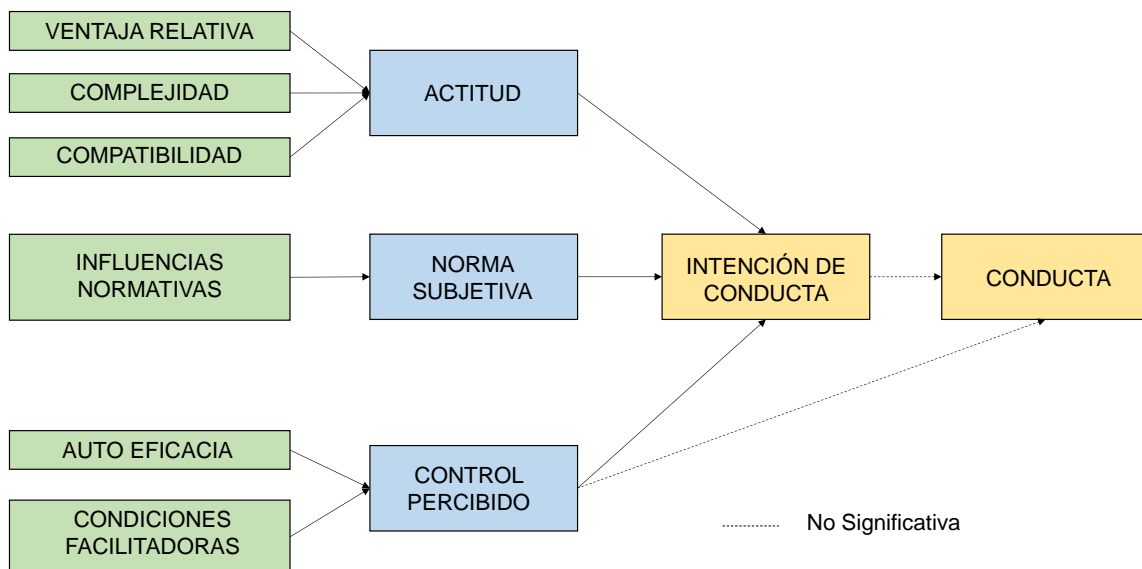 VENTAJA RELATIVA
COMPLEJIDAD
COMPATIBILIDAD
ACTITUD
INFLUENCIAS
NORMATIVAS
NORMA
SUBJETIVA
INTENCIÓN DE
CONDUCTA
CONDUCTA
AUTO EFICACIA
CONDICIONES
FACILITADORAS
CONTROL
PERCIBIDO
No Significativa